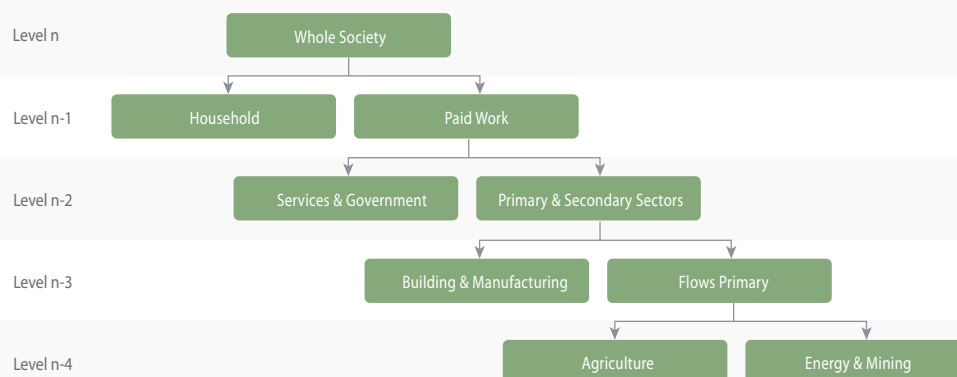 Level n
Whole Society
Level n-1
Household
Paid Work
Level n-2
Services & Government
Primary & Secondary Sectors
Level n-3
Building & Manufacturing
Flows Primary
Level n-4
Agriculture
Energy & Mining